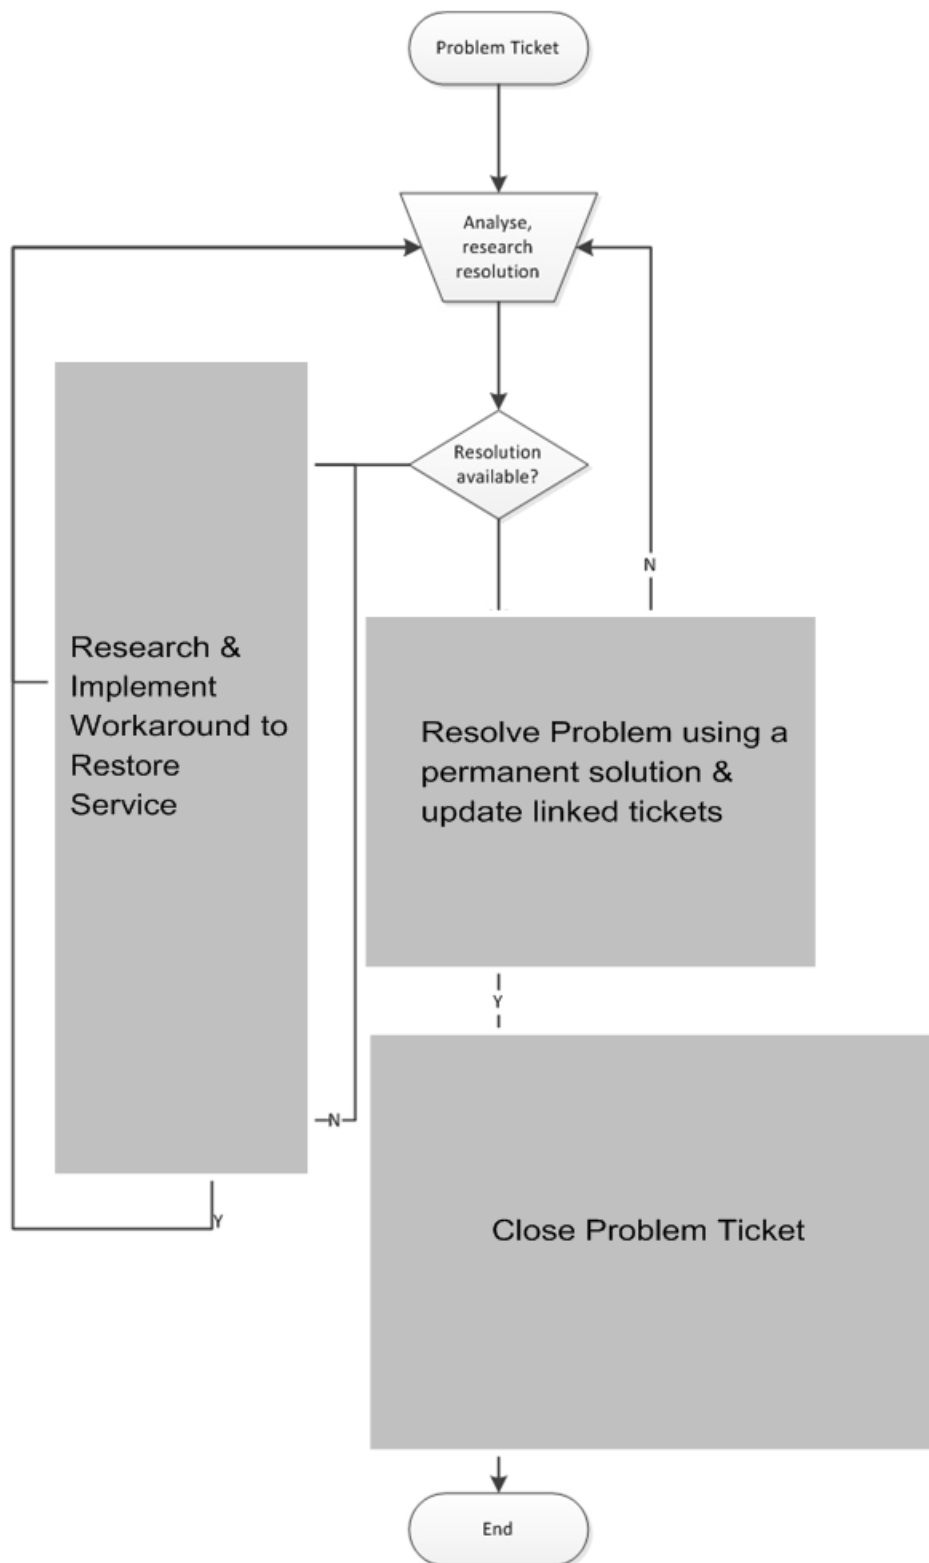 Problem Ticket
Analyse,
research
resolution
Resolution
available?
N
Research &
Implement
Workaround to
Restore
Service
Resolve Problem using a
permanent solution &
update linked tickets
Y
N
Y
Close Problem Ticket
End